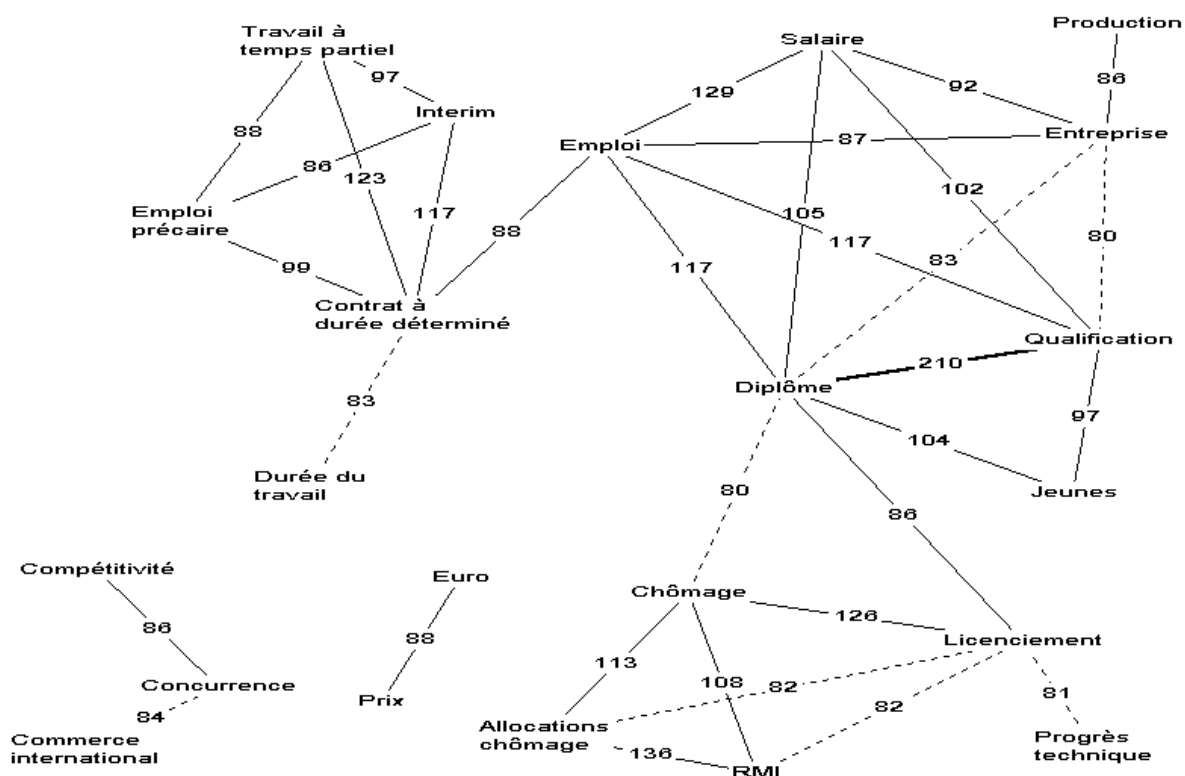 Production
Travail à
temps partiel
Salaire
97
92
86
129
Interim
88
Entreprise
Emploi
87
86
123
102
Emploi
précaire
117
105
88
117
80
83
99
117
Contrat à
durée déterminé
Qualification
210
Diplôme
83
97
104
Durée du
travail
80
Jeunes
86
Compétitivité
Euro
Chômage
126
86
88
Licenciement
113
108
82
Concurrence
Prix
81
84
82
Commerce
international
Allocations
chômage
Progrès
technique
136
RMI